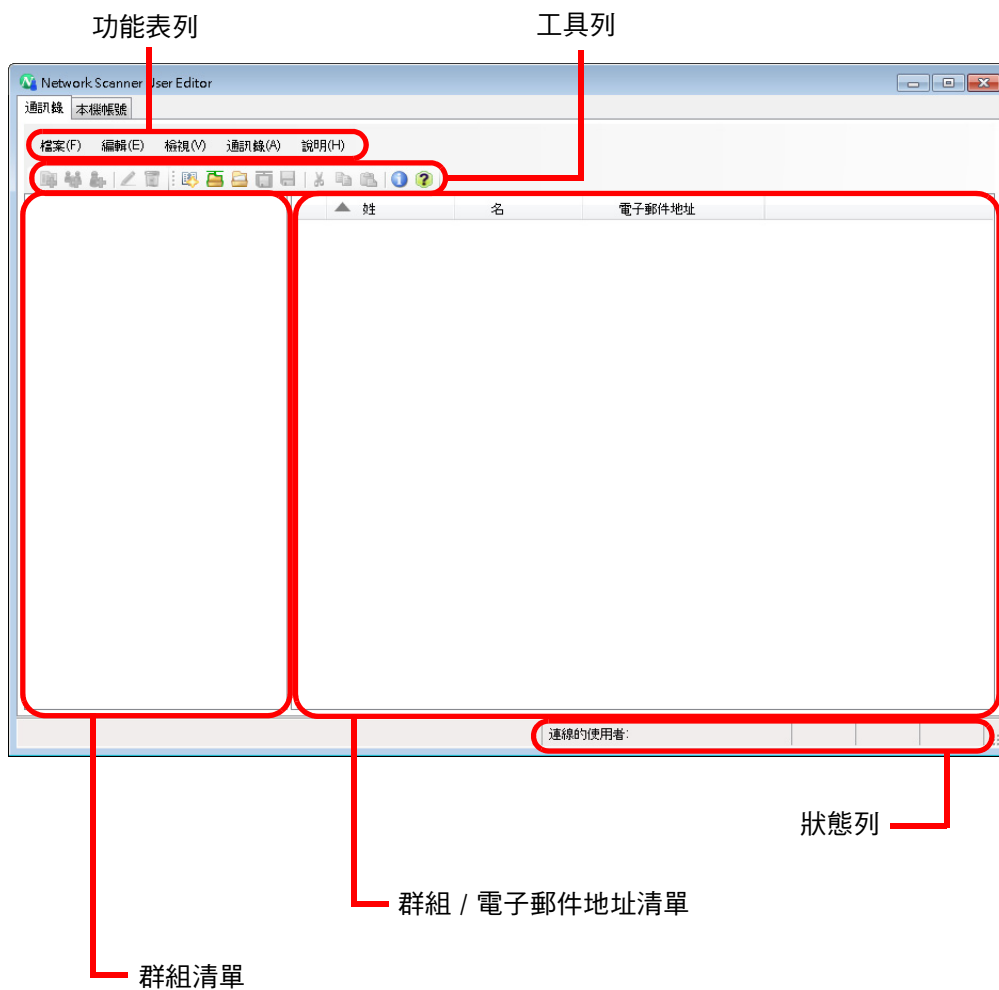 功能表列
工具列
Network Scanner User Editor
通訊錄 本機帳號
檔案(F) 編輯(E) 檢視(V) 通訊錄(A) 說明(H)
姓 名 電子郵件地址
連線的使用者:
狀態列
群組 / 電子郵件地址清單
群組清單